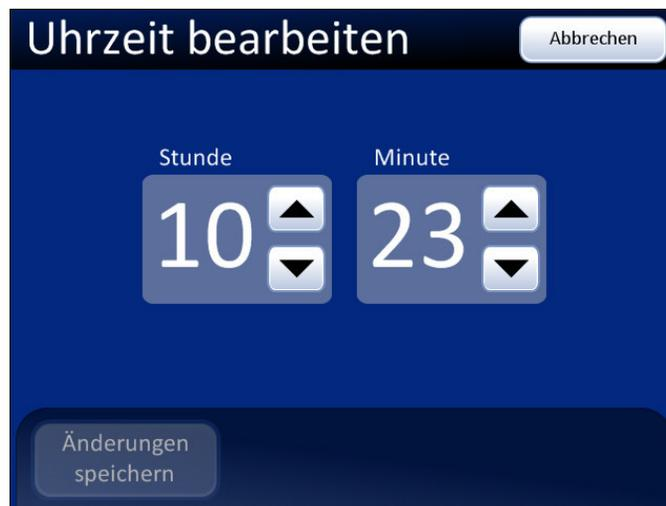 Uhrzeit bearbeiten
Abbrechen
Stunde
Minute
10
23
Änderungen
speichern